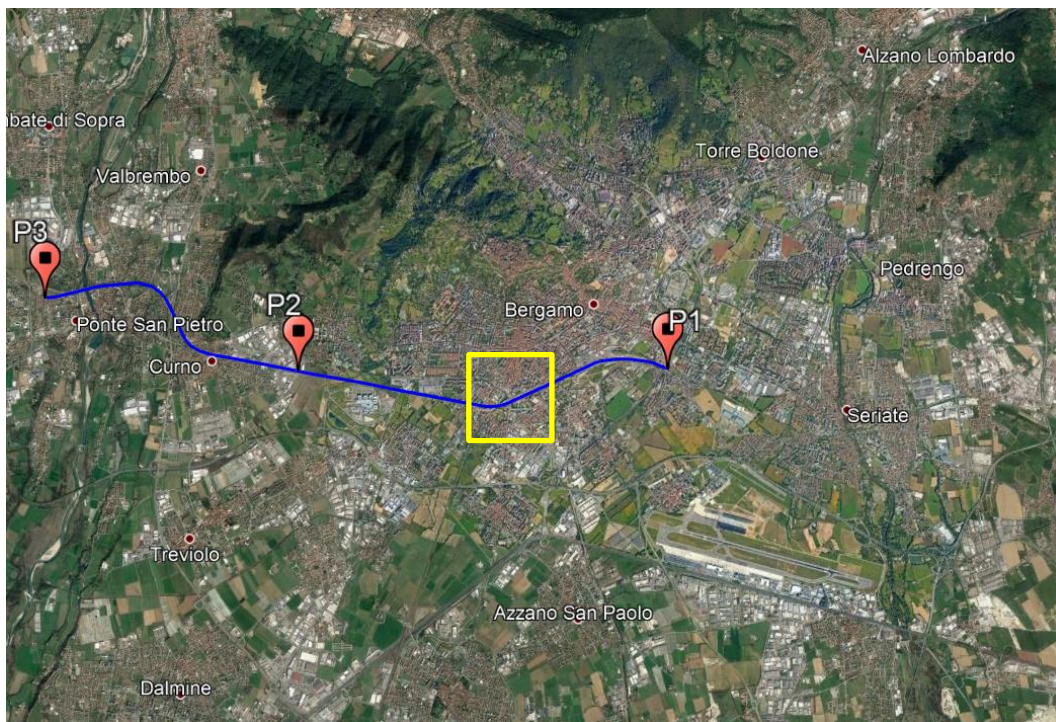 Alzano Lombardo
nbate di Sopra
Torre Boldone
Valbrembo
P3
Pedrengo
P2
Bergamo
P1
Ponte San Pietro
Curno
Seriate
Treviolo
Azzano San Paolo
Dalmine